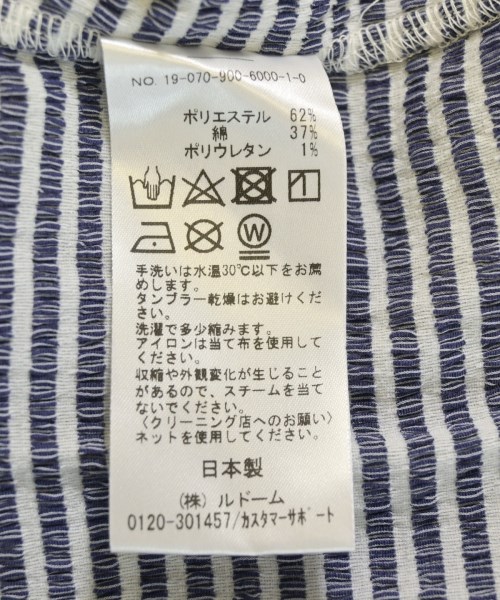 NO. 19-070-900-6000-1-0
ポリエステル 62%
綿 37%
ポリウレタン 1%
W
手洗いは水温30℃以下をお薦
めします。
タンブラー乾燥はお避けくだ
さい。
洗濯で多少縮みます。
アイロンは当て布を使用して
ください。
収縮や外観変化が生じること
があるので、スチームを当て
ないでください。
〈クリーニング店へのお願い〉
ネットを使用してください。
日本製
(株) ルドーム
0120-301457/カスタマーサポート